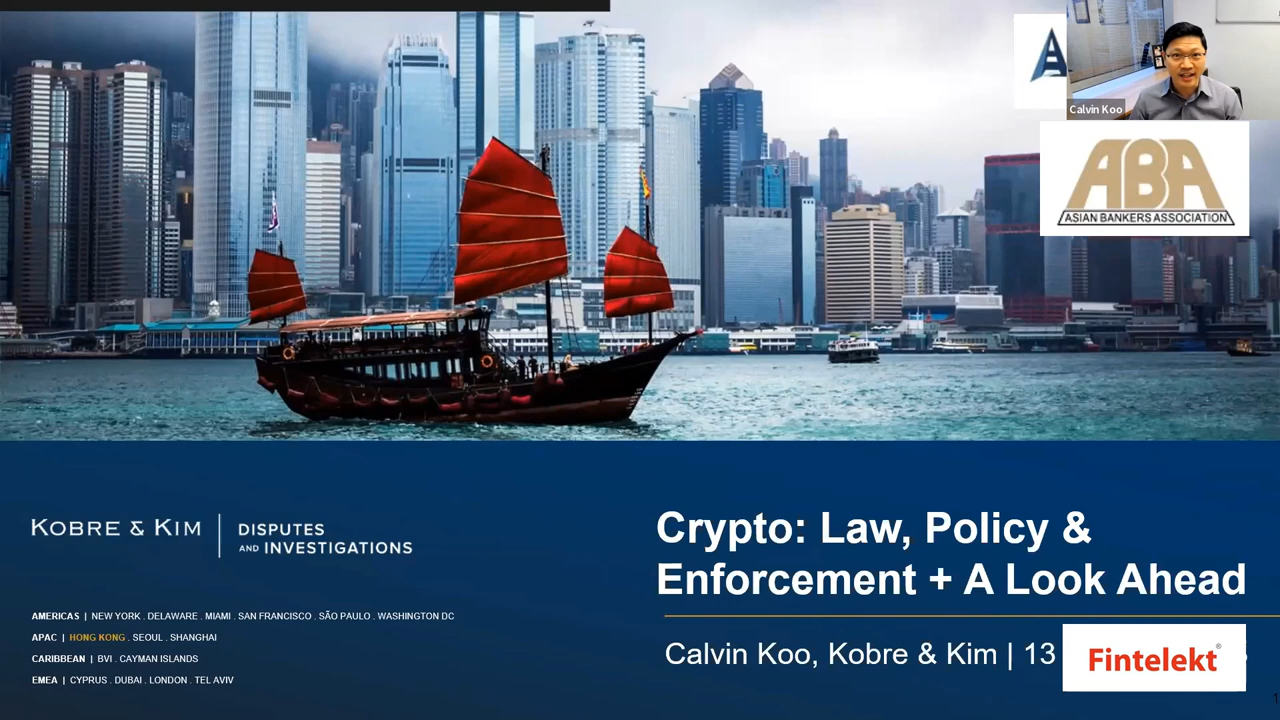 Calvin Koo
ABA
ASIAN BANKERS ASSOCIATION
KOBRE & KIM
DISPUTES
AND INVESTIGATIONS
Crypto: Law, Policy &
Enforcement + A Look Ahead
AMERICAS | NEW YORK . DELAWARE . MIAMI . SAN FRANCISCO . SÃO PAULO . WASHINGTON DC
APAC | HONG KONG . SEOUL . SHANGHAI
CARIBBEAN | BVI . CAYMAN ISLANDS
EMEA | CYPRUS . DUBAI . LONDON . TEL AVIV
Calvin Koo, Kobre & Kim | 13
Fintelekt®